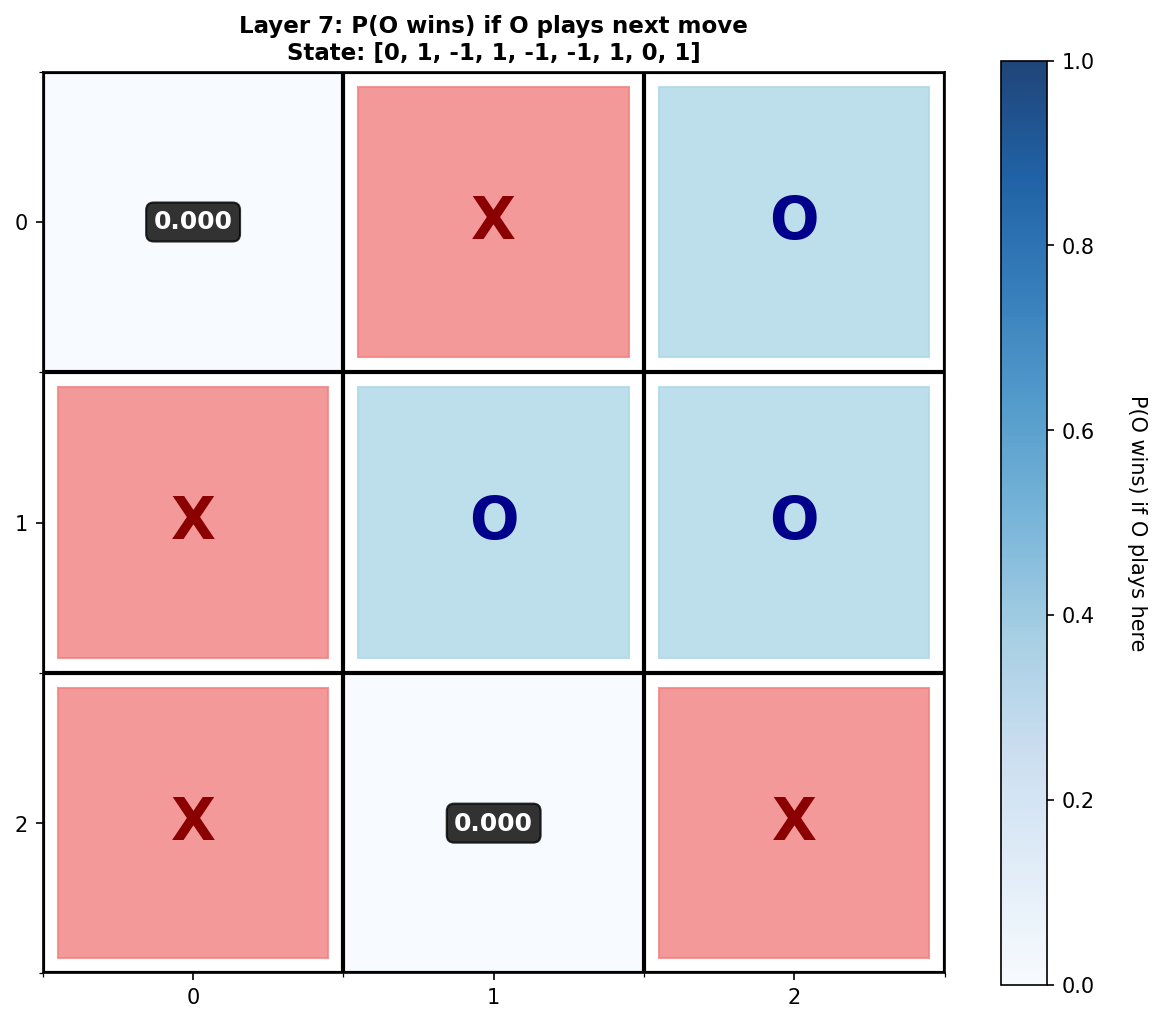 Layer 7: P(O wins) if O plays next move
State: [0, 1, -1, 1, -1, -1, 1, 0, 1]
0
0.000
X
O
1
X
O
O
2
X
0.000
X
0
1
2
1.0
0.8
0.6
0.4
0.2
0.0
P(O wins) if O plays here